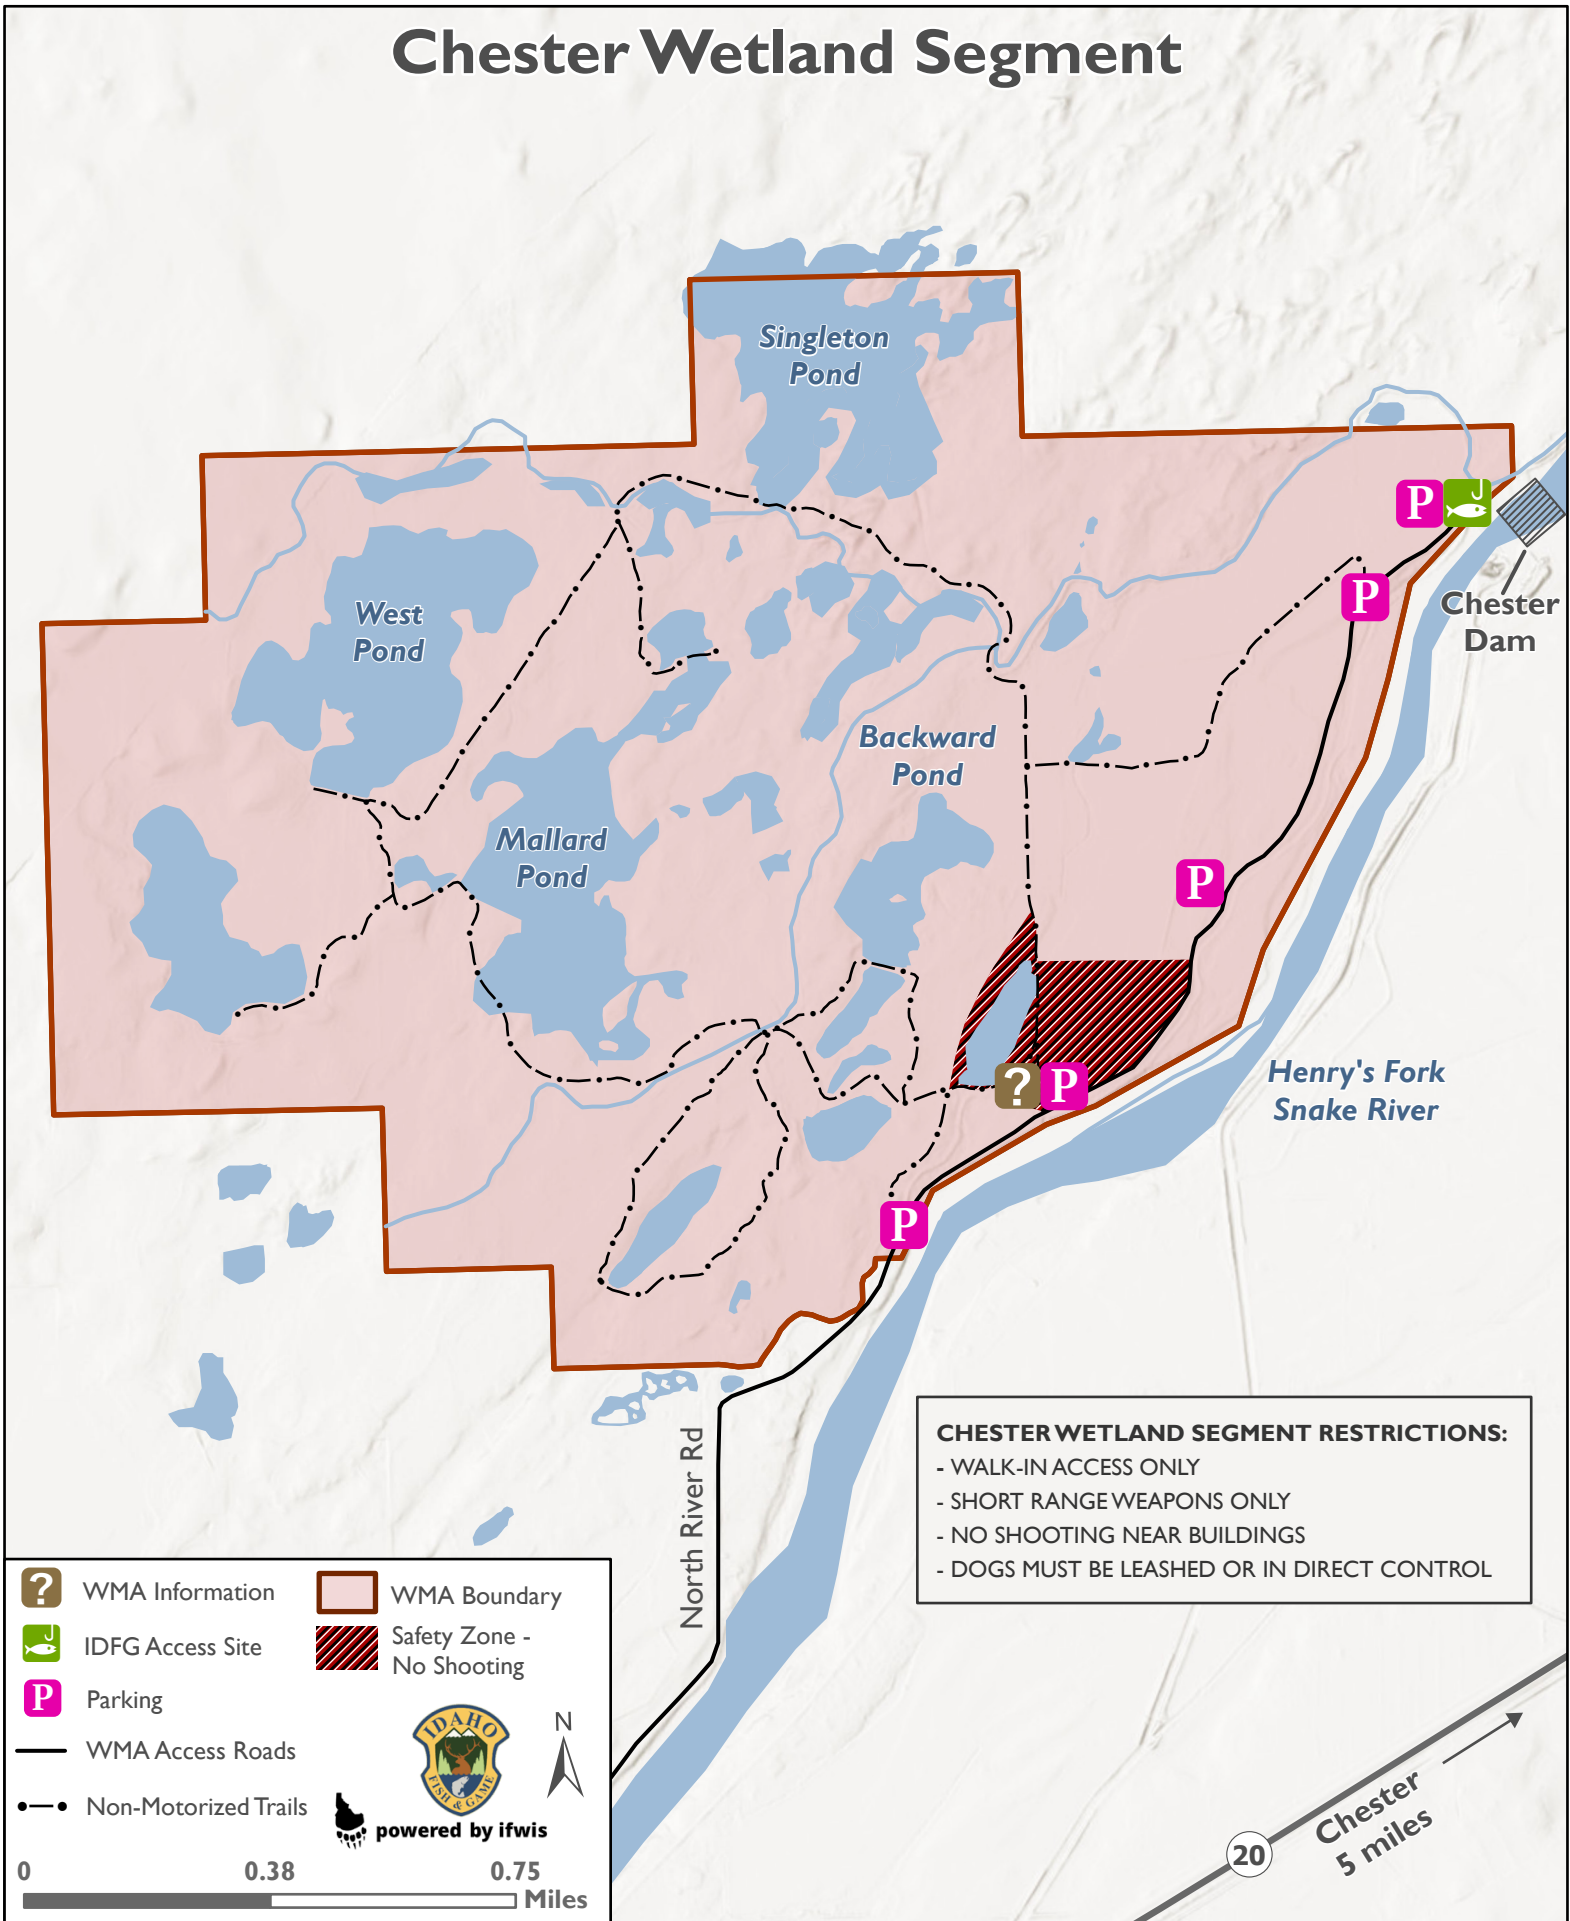 Chester Wetland Segment
Singleton
Pond
West
Pond
P
P
Chester
Dam
Backward
Pond
Mallard
Pond
P
?
P
Henry's Fork
Snake River
P
North River Rd
CHESTER WETLAND SEGMENT RESTRICTIONS:
- WALK-IN ACCESS ONLY
- SHORT RANGE WEAPONS ONLY
- NO SHOOTING NEAR BUILDINGS
- DOGS MUST BE LEASHED OR IN DIRECT CONTROL
? WMA Information
IDFG Access Site
P Parking
WMA Access Roads
Non-Motorized Trails
WMA Boundary
Safety Zone -
No Shooting
IDAHO
FISH & GAME
N
powered by ifwis
0 0.38 0.75
Miles
20
Chester
5 miles